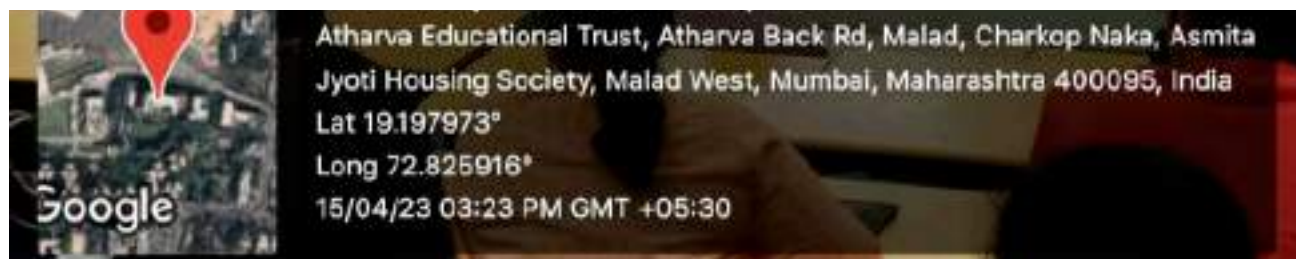 Atharva Educational Trust, Atharva Back Rd, Malad, Charkop Naka, Asmita
Jyoti Housing Society, Malad West, Mumbai, Maharashtra 400095, India
Lat 19.197973°
Long 72.825916°
15/04/23 03:23 PM GMT +05:30
Google